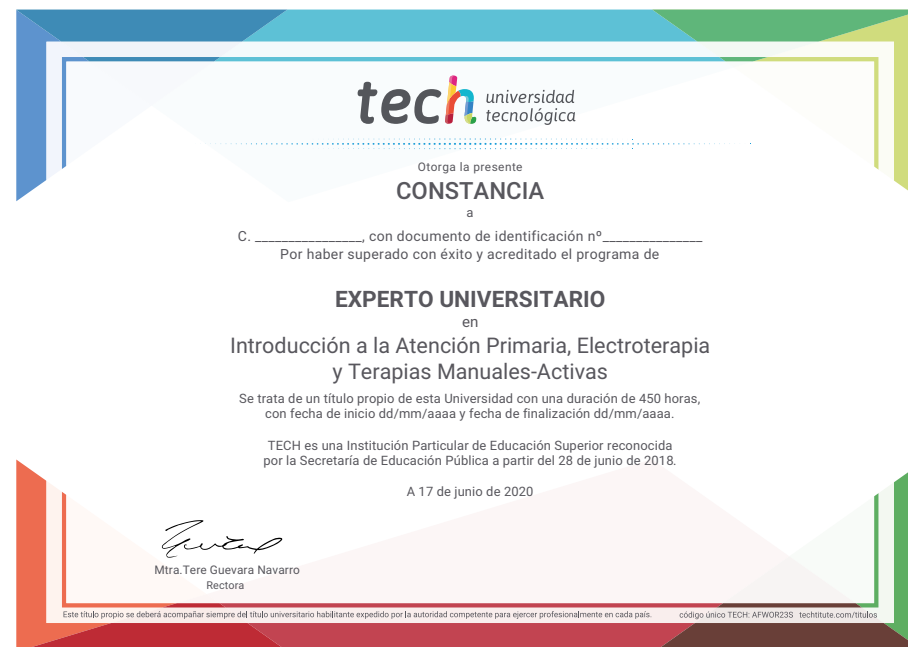 tech universidad
tecnológica
Otorga la presente
CONSTANCIA
a
C. ________________, con documento de identificación nº_______________
Por haber superado con éxito y acreditado el programa de
EXPERTO UNIVERSITARIO
en
Introducción a la Atención Primaria, Electroterapia
y Terapias Manuales-Activas
Se trata de un título propio de esta Universidad con una duración de 450 horas,
con fecha de inicio dd/mm/aaaa y fecha de finalización dd/mm/aaaa.
TECH es una Institución Particular de Educación Superior reconocida
por la Secretaría de Educación Pública a partir del 28 de junio de 2018.
A 17 de junio de 2020
Mtra.Tere Guevara Navarro
Rectora
Este título propio se deberá acompañar siempre del título universitario habilitante expedido por la autoridad competente para ejercer profesionalmente en cada país. código único TECH: AFWOR23S techtitute.com/titulos